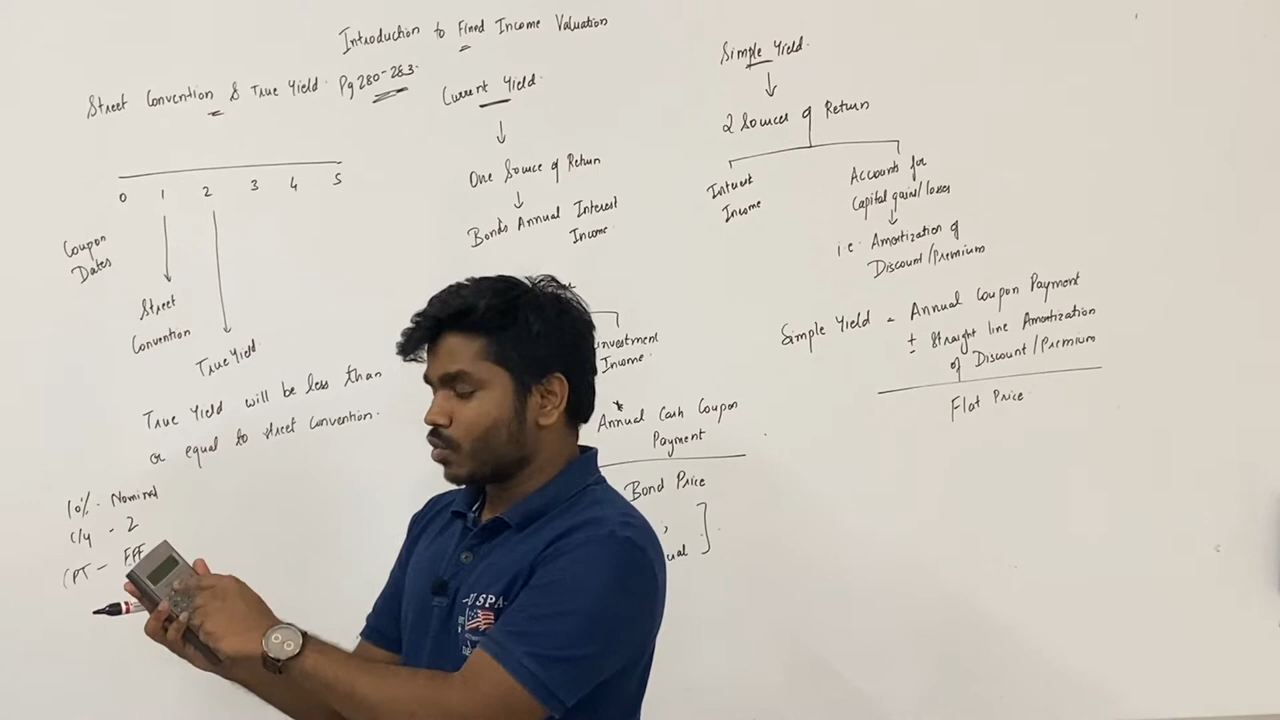 Introduction to Fined Income Valuation
Street Convention & True Yield. Pg 280-283.
0 1 2 3 4 5
Coupon
Dates
Street
Convention
True Yield.
True Yield will be less than
or equal to street convention.
10% - Nominal
C/Y - 2
CPT - EFF
Current Yield.
One Source of Return
Bonds Annual Interest
Income.
Income.
Annual Cash Coupon
Payment
Bond Price
Simple Yield.
2 Sources of Return
Interest
Income
Accounts for
Capital gains/losses
i.e. Amortization of
Discount/Premium
Simple Yield = Annual Coupon Payment
± Straight line Amortization
of Discount/Premium
Flat Price
U S P A